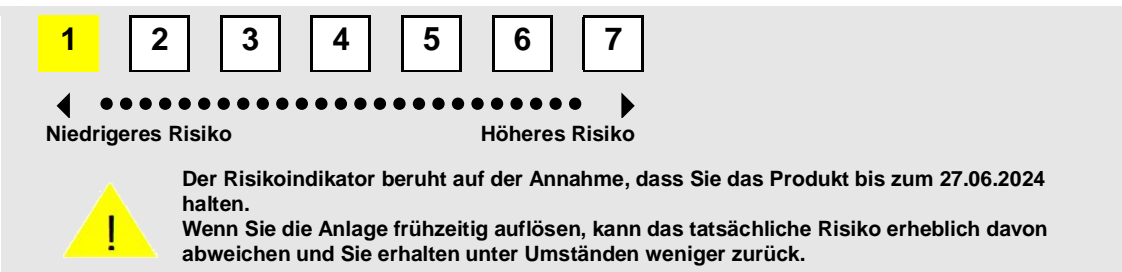 1 2 3 4 5 6 7
Niedrigeres Risiko Höheres Risiko
Der Risikoindikator beruht auf der Annahme, dass Sie das Produkt bis zum 27.06.2024
halten.
! Wenn Sie die Anlage frühzeitig auflösen, kann das tatsächliche Risiko erheblich davon
abweichen und Sie erhalten unter Umständen weniger zurück.